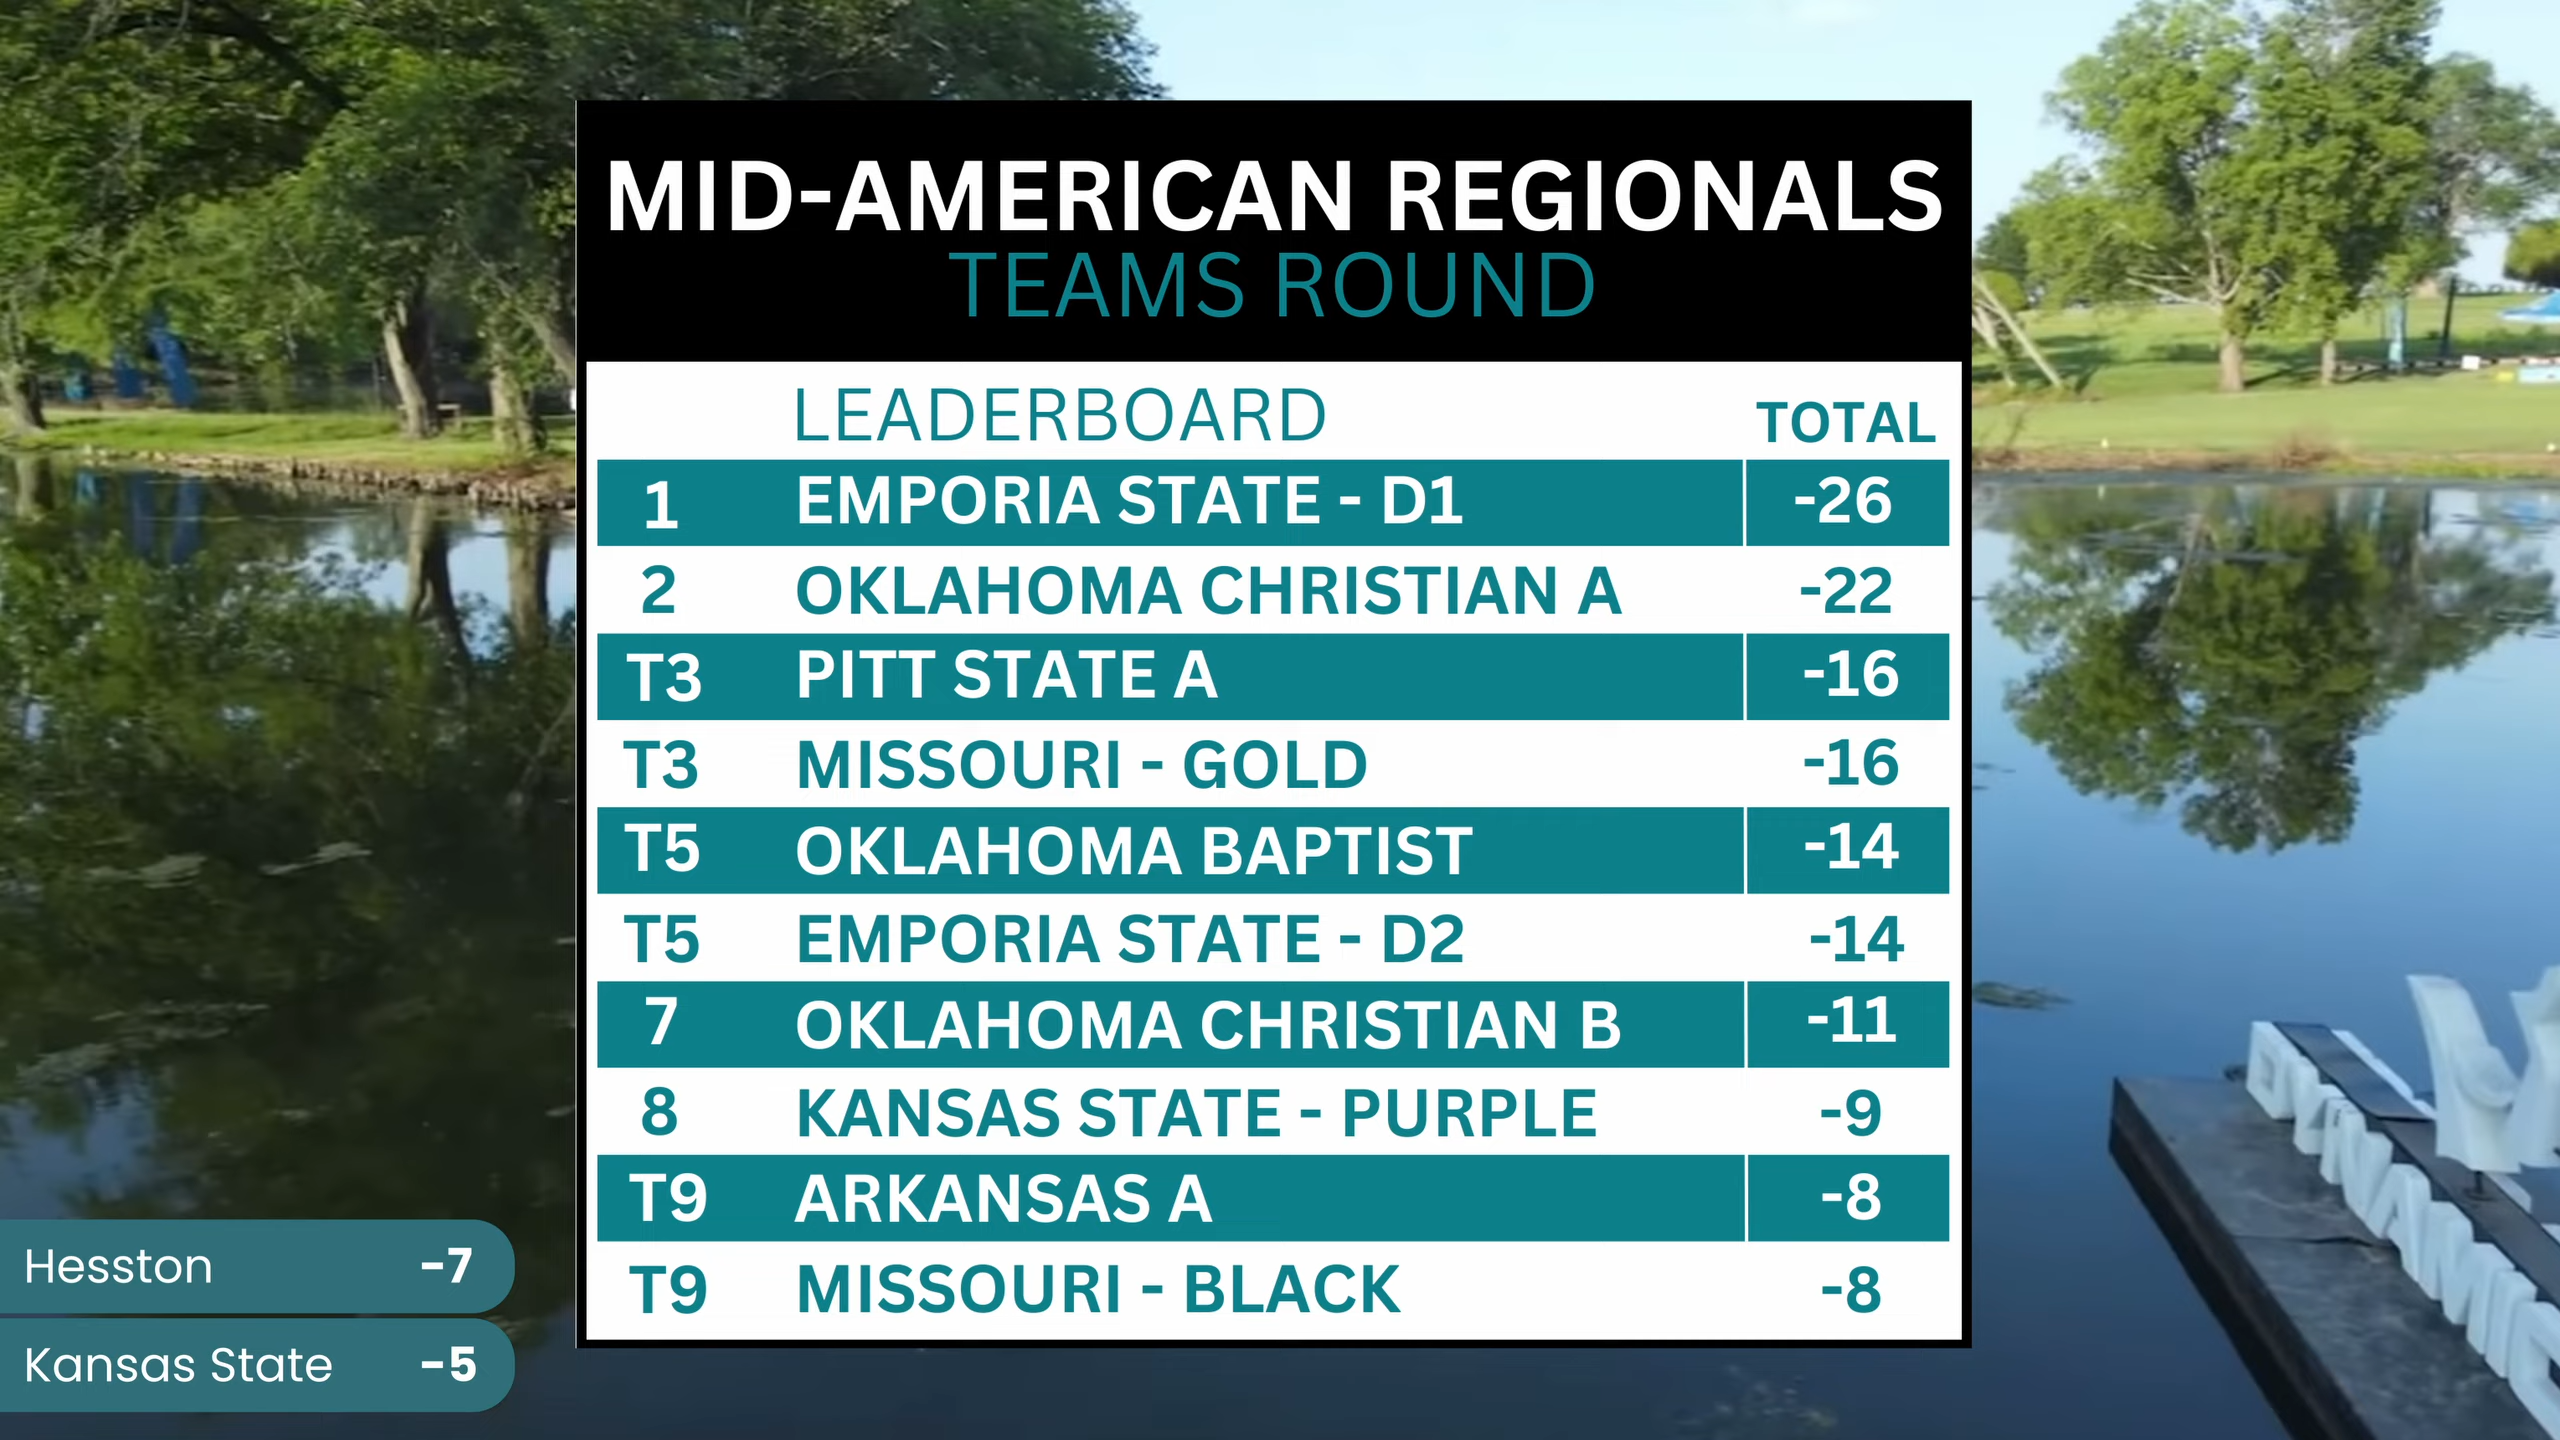 MID-AMERICAN REGIONALS
TEAMS ROUND
LEADERBOARD TOTAL
1 EMPORIA STATE - D1 -26
2 OKLAHOMA CHRISTIAN A -22
T3 PITT STATE A -16
T3 MISSOURI - GOLD -16
T5 OKLAHOMA BAPTIST -14
T5 EMPORIA STATE - D2 -14
7 OKLAHOMA CHRISTIAN B -11
8 KANSAS STATE - PURPLE -9
T9 ARKANSAS A -8
T9 MISSOURI - BLACK -8
Hesston -7
Kansas State -5